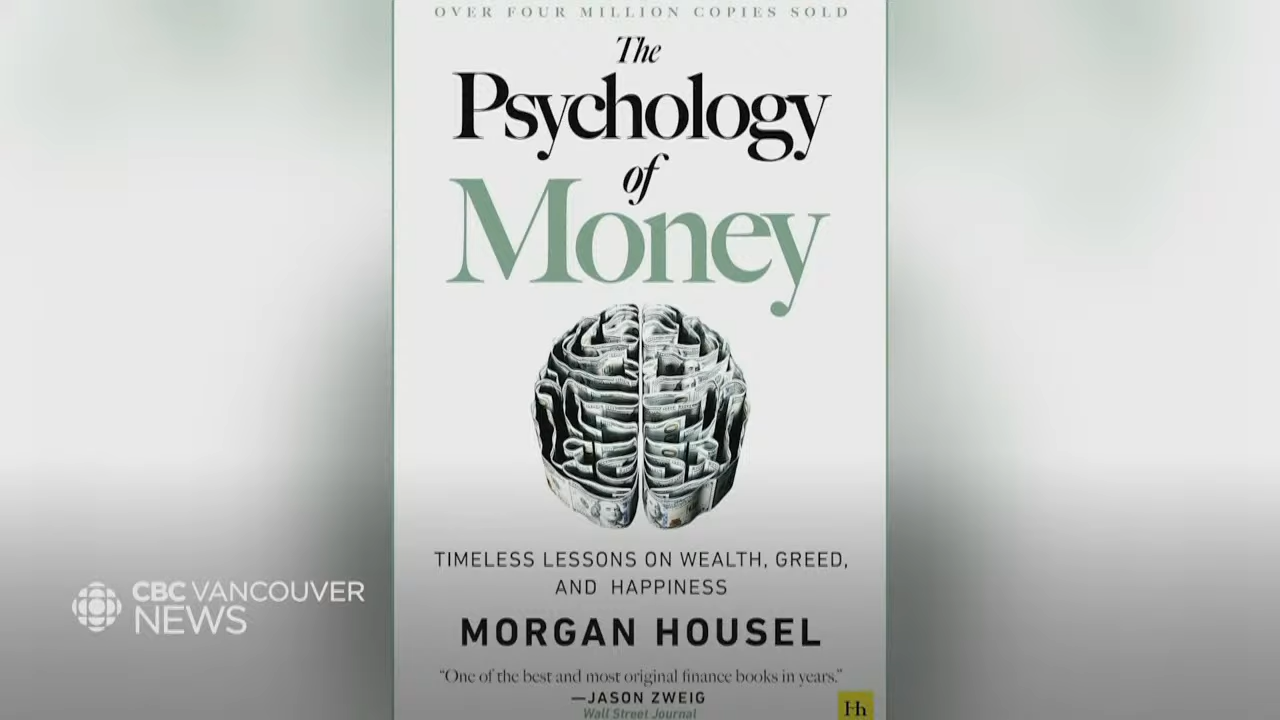 OVER FOUR MILLION COPIES SOLD
The
Psychology
of
Money
TIMELESS LESSONS ON WEALTH, GREED,
AND HAPPINESS
MORGAN HOUSEL
"One of the best and most original finance books in years."
—JASON ZWEIG
Wall Street Journal
Hh
CBC VANCOUVER
NEWS